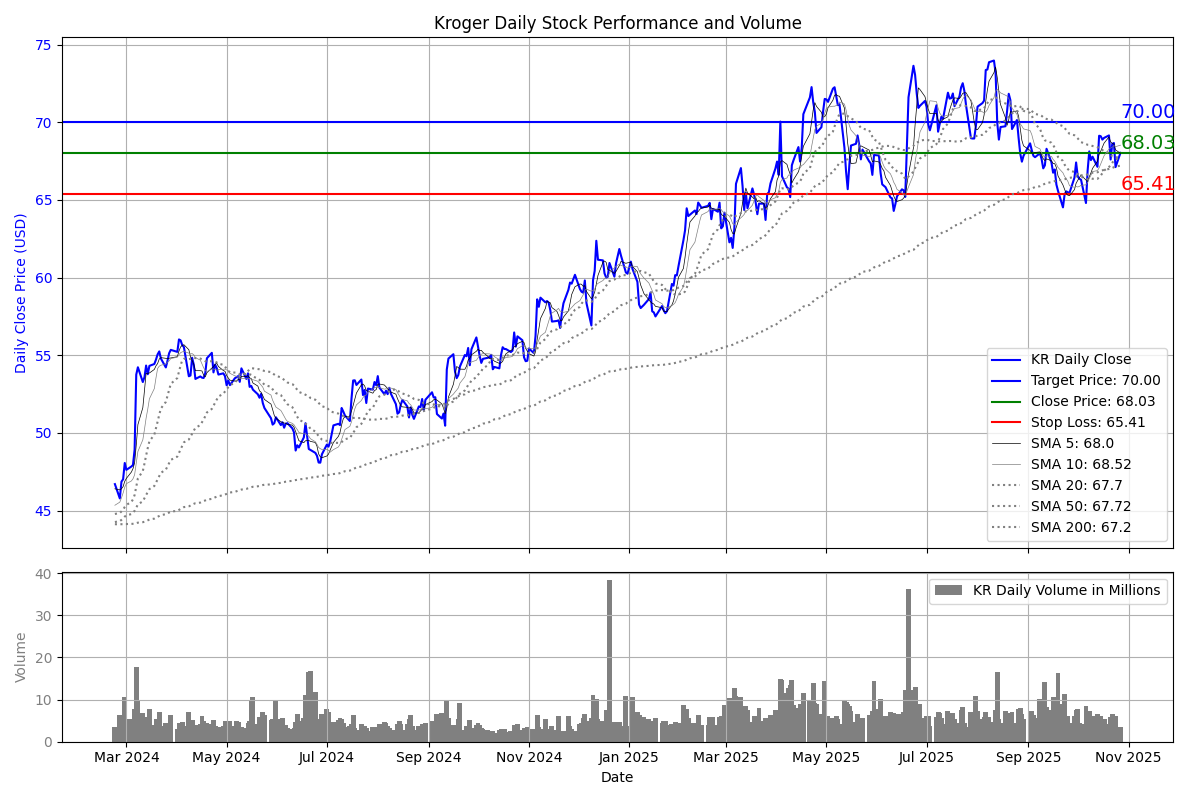 Kroger Daily Stock Performance and Volume
75
70
65
60
55
50
45
Daily Close Price (USD)
70.00
68.03
65.41
KR Daily Close
Target Price: 70.00
Close Price: 68.03
Stop Loss: 65.41
SMA 5: 68.0
SMA 10: 68.52
SMA 20: 67.7
SMA 50: 67.72
SMA 200: 67.2
40
30
20
10
0
Volume
KR Daily Volume in Millions
Mar 2024 May 2024 Jul 2024 Sep 2024 Nov 2024 Jan 2025 Mar 2025 May 2025 Jul 2025 Sep 2025 Nov 2025
Date